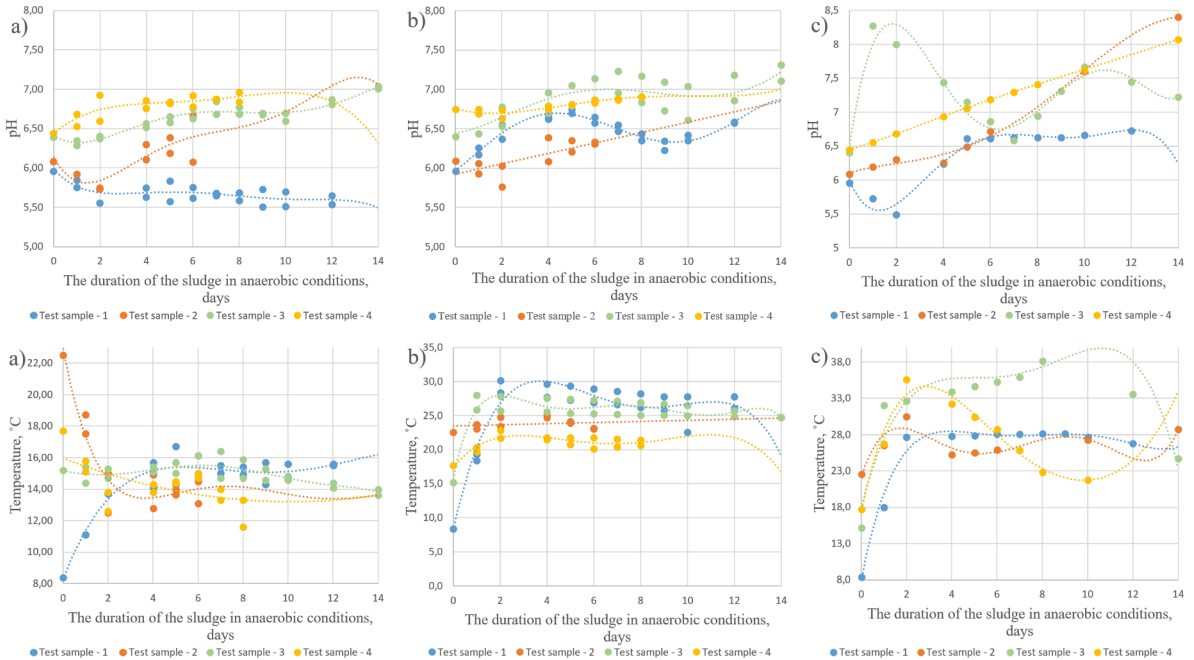 a)
7,00
7,50
7,00
6,50
6,00
5,50
5,00
0
2
4
6
8
10
12
14
pH
The duration of the sludge in anaerobic conditions,
days
Test sample - 1
Test sample - 2
Test sample - 3
Test sample - 4
b)
8,00
7,50
7,00
6,50
6,00
5,50
5,00
0
2
4
6
8
10
12
14
pH
The duration of the sludge in anaerobic conditions,
days
Test sample - 1
Test sample - 2
Test sample - 3
Test sample - 4
c)
8,5
8
7,5
7
6,5
6
5,5
5
0
2
4
6
8
10
12
14
pH
The duration of the sludge in anaerobic conditions,
days
Test sample - 1
Test sample - 2
Test sample - 3
Test sample - 4
a)
22,00
20,00
18,00
16,00
14,00
12,00
10,00
8,00
0
2
4
6
8
10
12
14
Temperature, ˚C
The duration of the sludge in anaerobic conditions,
days
Test sample - 1
Test sample - 2
Test sample - 3
Test sample - 4
b)
35,0
30,0
25,0
20,0
15,0
10,0
5,0
0,0
0
2
4
6
8
10
12
14
Temperature, ˚C
The duration of the sludge in anaerobic conditions,
days
Test sample - 1
Test sample - 2
Test sample - 3
Test sample - 4
c)
38,0
33,0
28,0
23,0
18,0
13,0
8,0
0
2
4
6
8
10
12
14
Temperature, ˚C
The duration of the sludge in anaerobic conditions,
days
Test sample - 1
Test sample - 2
Test sample - 3
Test sample - 4